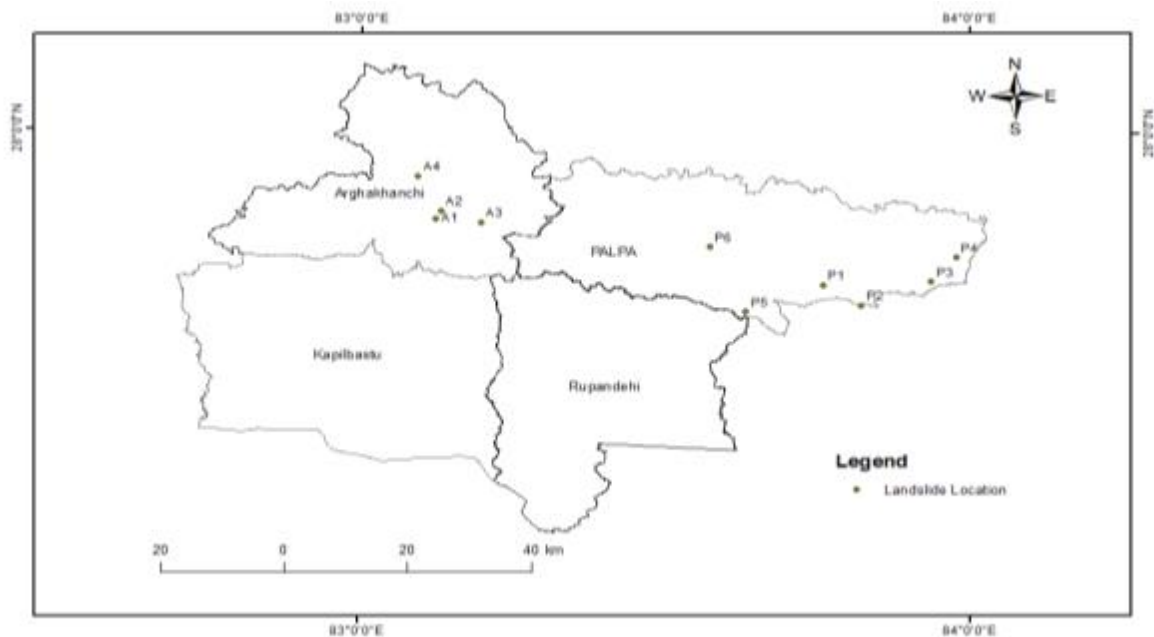 83°0'0"E
84°0'0"E
N
W E
S
28°0'0"N
28°0'0"N
A4
Arghakhanchi
A2
A1
A3
PALPA
P6
P4
P3
P1
P2
P5
Kapilbastu
Rupandehi
Legend
Landslide Location
20 0 20 40 km
83°0'0"E
84°0'0"E